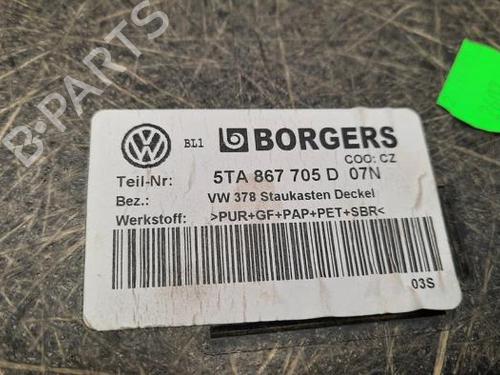 B-PARTS
BL1 BORGERS
COO: CZ
Teil-Nr: 5TA 867 705 D 07N
Bez.: VW 378 Staukasten Deckel
Werkstoff: >PUR+GF+PAP+PET+SBR<
03S